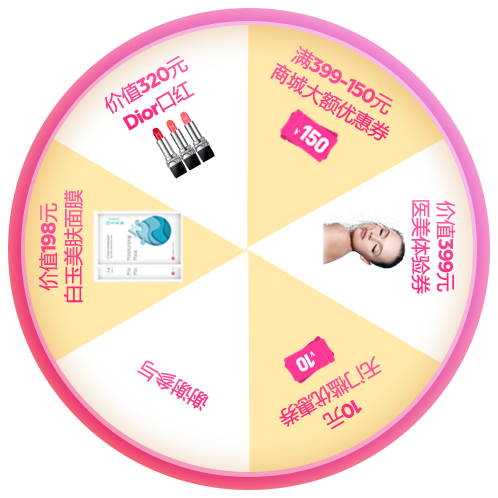 价值320元
Dior口红
满399-150元
商城大额优惠券
¥150
价值399元
医美体验券
10元
无门槛优惠券
¥10
谢谢参与
价值198元
白玉美肤面膜
Moisturizing
Mask